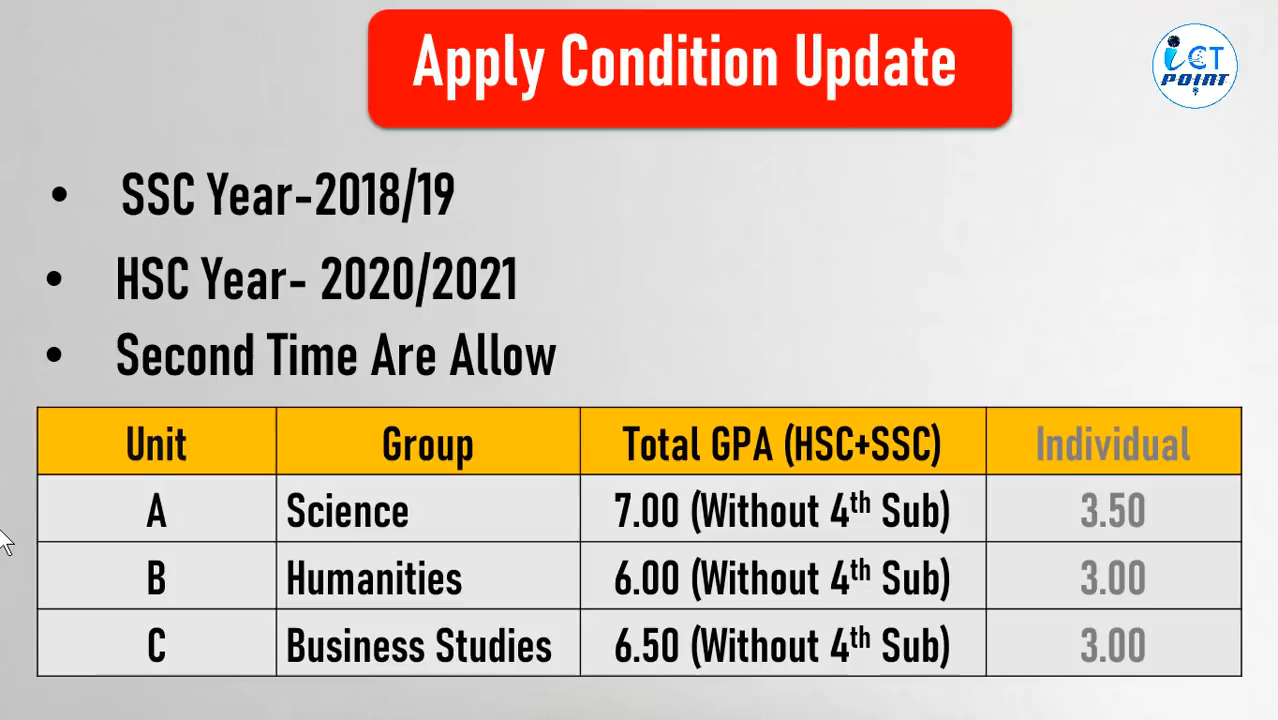 Apply Condition Update
iCT
POINT
• SSC Year-2018/19
• HSC Year- 2020/2021
• Second Time Are Allow
Unit Group Total GPA (HSC+SSC) Individual
A Science 7.00 (Without 4th Sub) 3.50
B Humanities 6.00 (Without 4th Sub) 3.00
C Business Studies 6.50 (Without 4th Sub) 3.00